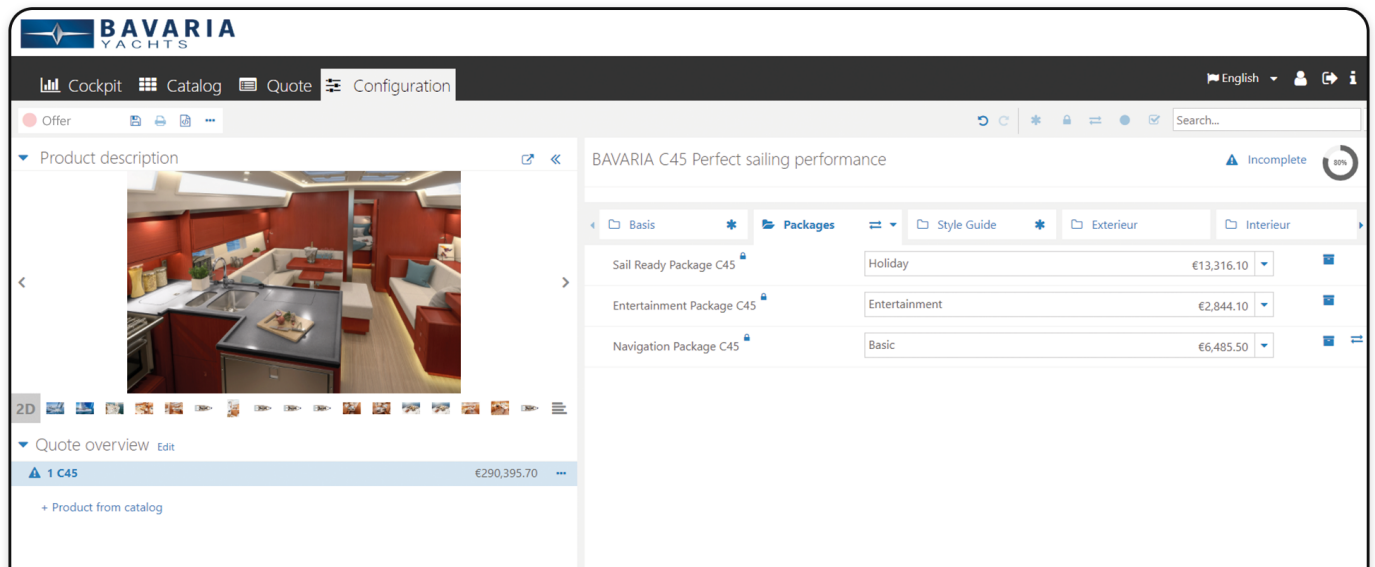 BAVARIA
YACHTS
Cockpit Catalog Quote Configuration English
Offer Search...
Product description
BAVARIA C45 Perfect sailing performance Incomplete 80%
Basis Packages Style Guide Exterieur Interieur
Sail Ready Package C45 Holiday €13,316.10
Entertainment Package C45 Entertainment €2,844.10
Navigation Package C45 Basic €6,485.50
2D
Quote overview Edit
1 C45 €290,395.70
+ Product from catalog